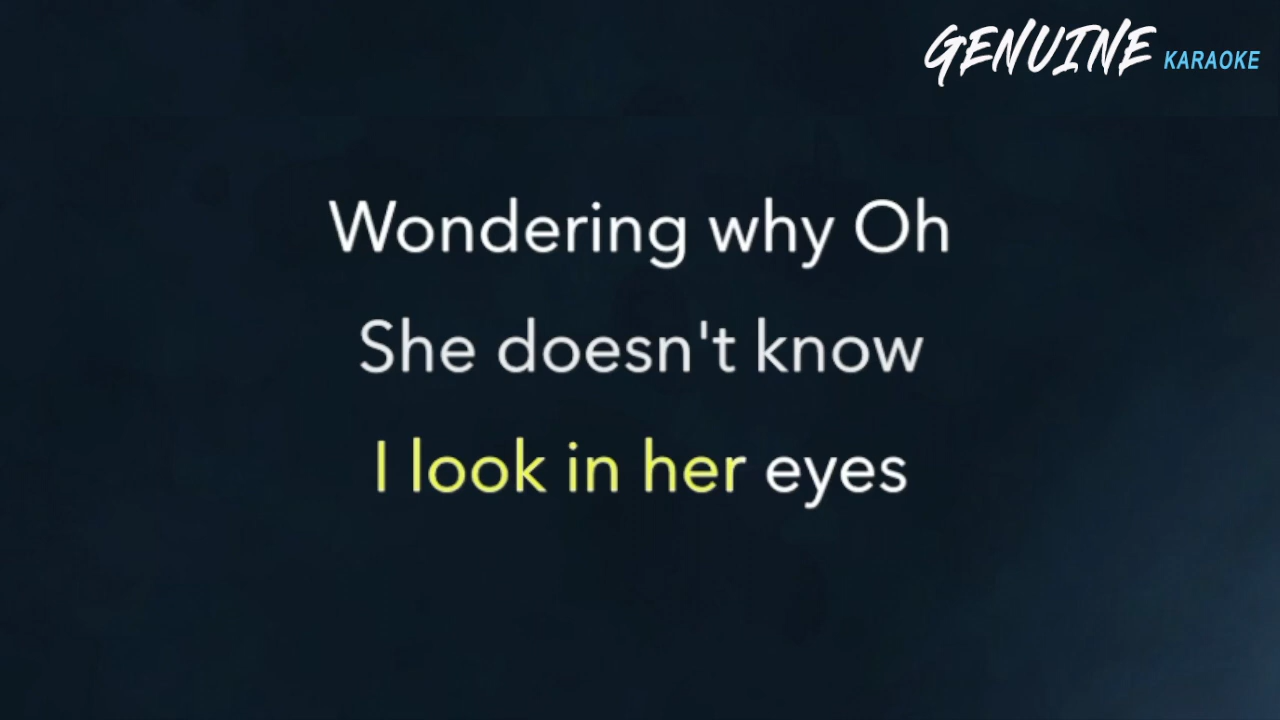 GENUINE KARAOKE
Wondering why Oh
She doesn't know
I look in her eyes